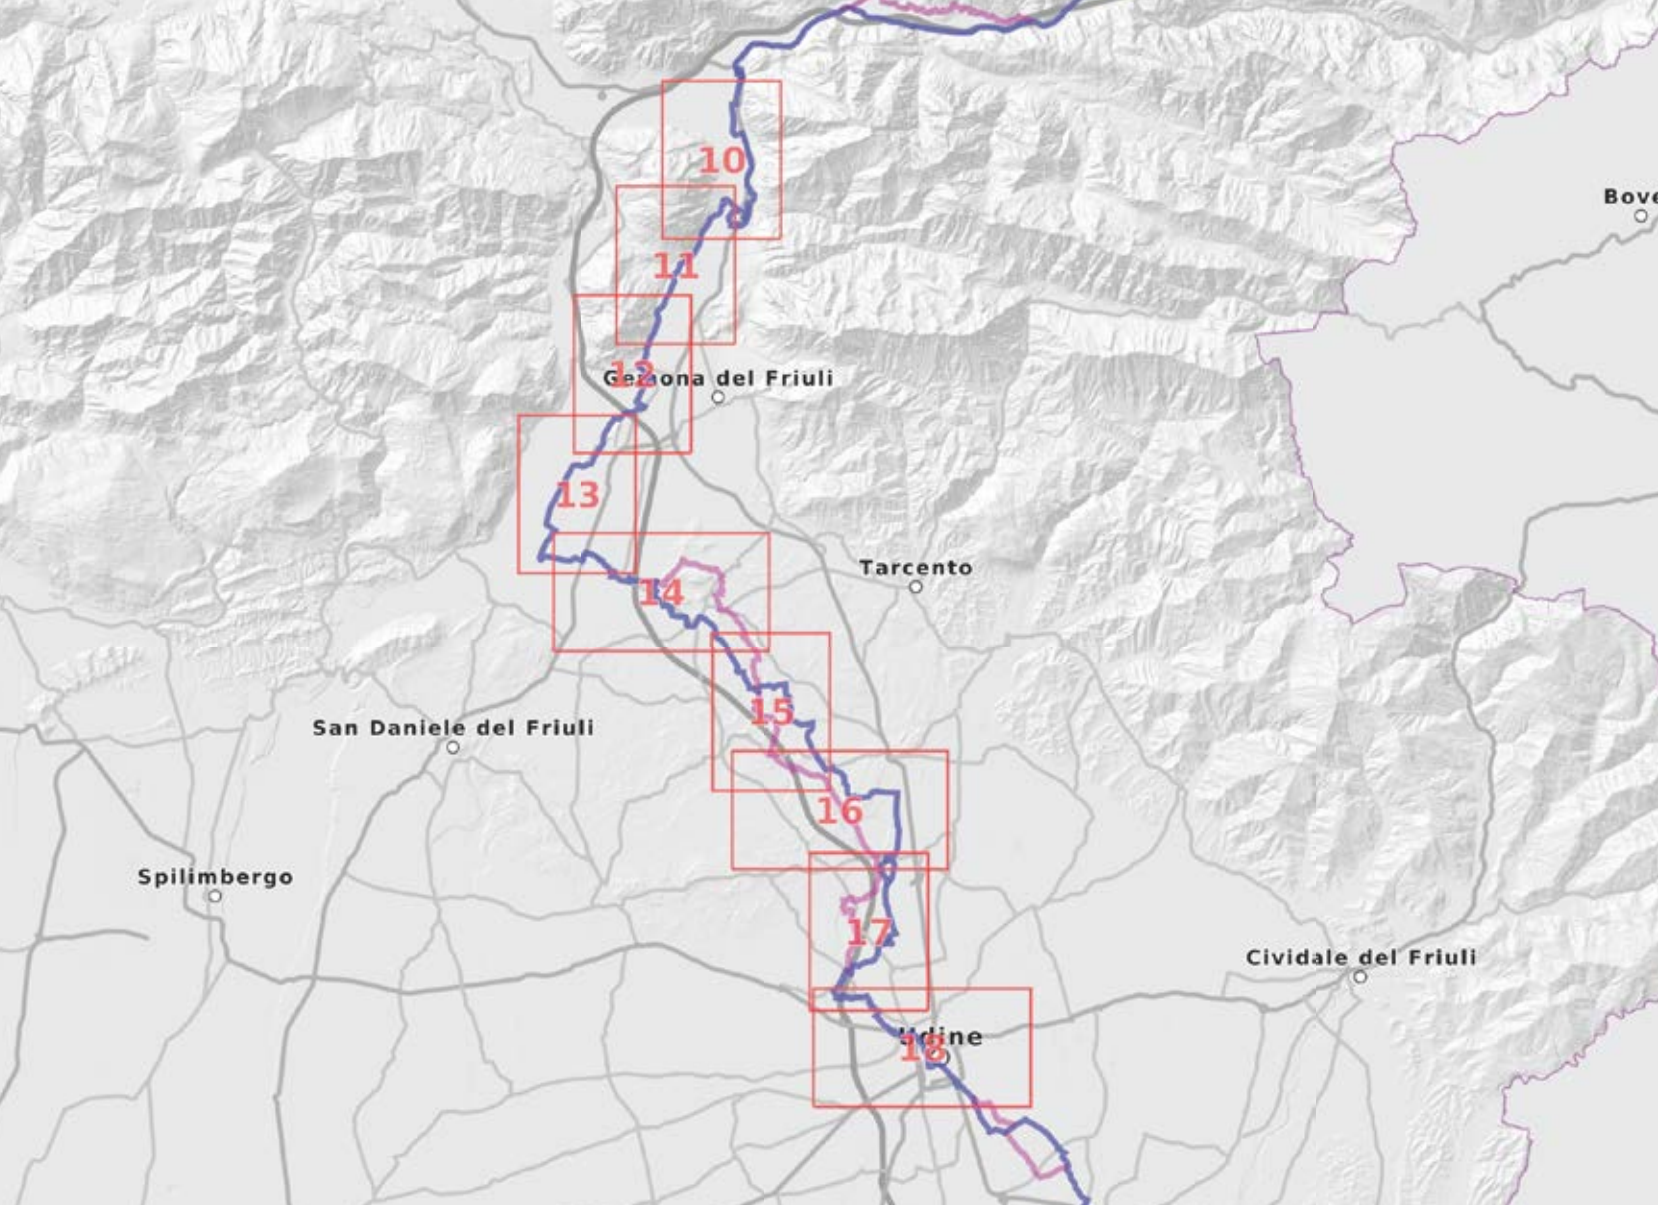 10
Bove
11
12
Gemona del Friuli
13
Tarcento
14
15
San Daniele del Friuli
16
Spilimbergo
17
Cividale del Friuli
Udine
18